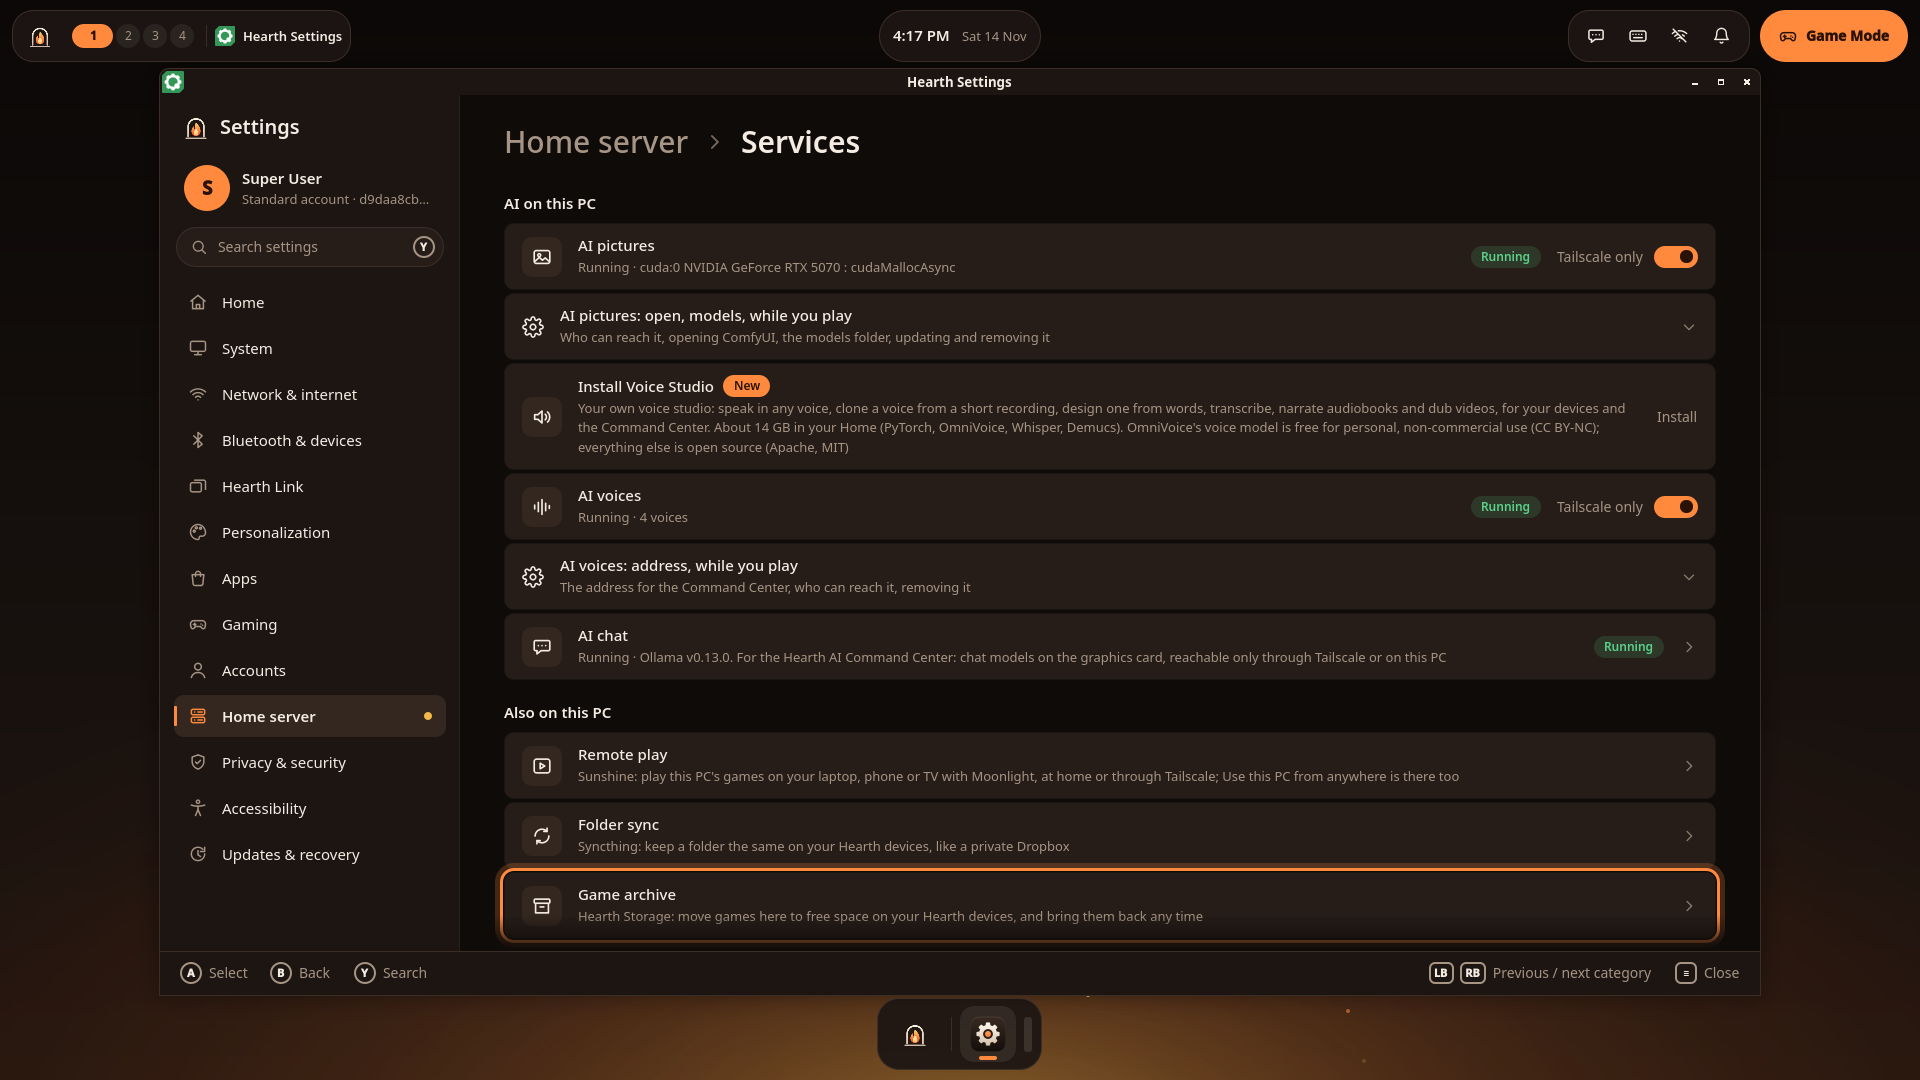 1 2 3 4 Hearth Settings
4:17 PM Sat 14 Nov
Game Mode
Hearth Settings
Settings
S
Super User
Standard account · d9daa8cb...
Search settings Y
Home
System
Network & internet
Bluetooth & devices
Hearth Link
Personalization
Apps
Gaming
Accounts
Home server
Privacy & security
Accessibility
Updates & recovery
Home server > Services
AI on this PC
AI pictures
Running · cuda:0 NVIDIA GeForce RTX 5070 : cudaMallocAsync
Running Tailscale only
AI pictures: open, models, while you play
Who can reach it, opening ComfyUI, the models folder, updating and removing it
Install Voice Studio New
Your own voice studio: speak in any voice, clone a voice from a short recording, design one from words, transcribe, narrate audiobooks and dub videos, for your devices and
the Command Center. About 14 GB in your Home (PyTorch, OmniVoice, Whisper, Demucs). OmniVoice's voice model is free for personal, non-commercial use (CC BY-NC);
everything else is open source (Apache, MIT)
Install
AI voices
Running · 4 voices
Running Tailscale only
AI voices: address, while you play
The address for the Command Center, who can reach it, removing it
AI chat
Running · Ollama v0.13.0. For the Hearth AI Command Center: chat models on the graphics card, reachable only through Tailscale or on this PC
Running
Also on this PC
Remote play
Sunshine: play this PC's games on your laptop, phone or TV with Moonlight, at home or through Tailscale; Use this PC from anywhere is there too
Folder sync
Syncthing: keep a folder the same on your Hearth devices, like a private Dropbox
Game archive
Hearth Storage: move games here to free space on your Hearth devices, and bring them back any time
A Select B Back Y Search
LB RB Previous / next category ≡ Close